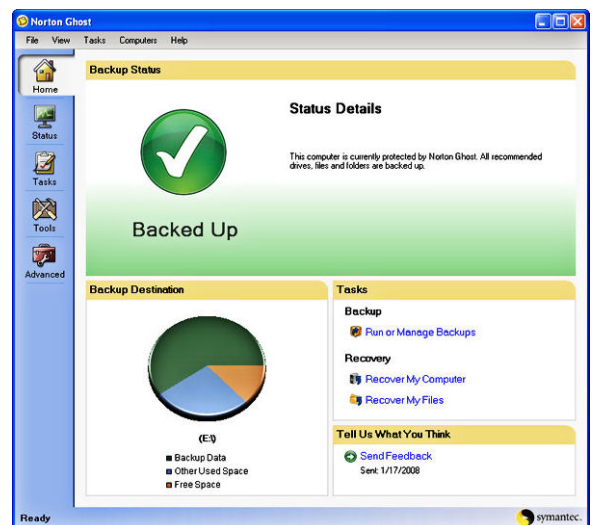 Norton Ghost
File View Tasks Computers Help
Home
Status
Tasks
Tools
Advanced
Backup Status
Status Details
This computer is currently protected by Norton Ghost. All recommended
drives, files and folders are backed up.
Backed Up
Backup Destination
(E:\)
Backup Data
Other Used Space
Free Space
Tasks
Backup
Run or Manage Backups
Recovery
Recover My Computer
Recover My Files
Tell Us What You Think
Send Feedback
Sent: 1/17/2008
Ready
symantec.